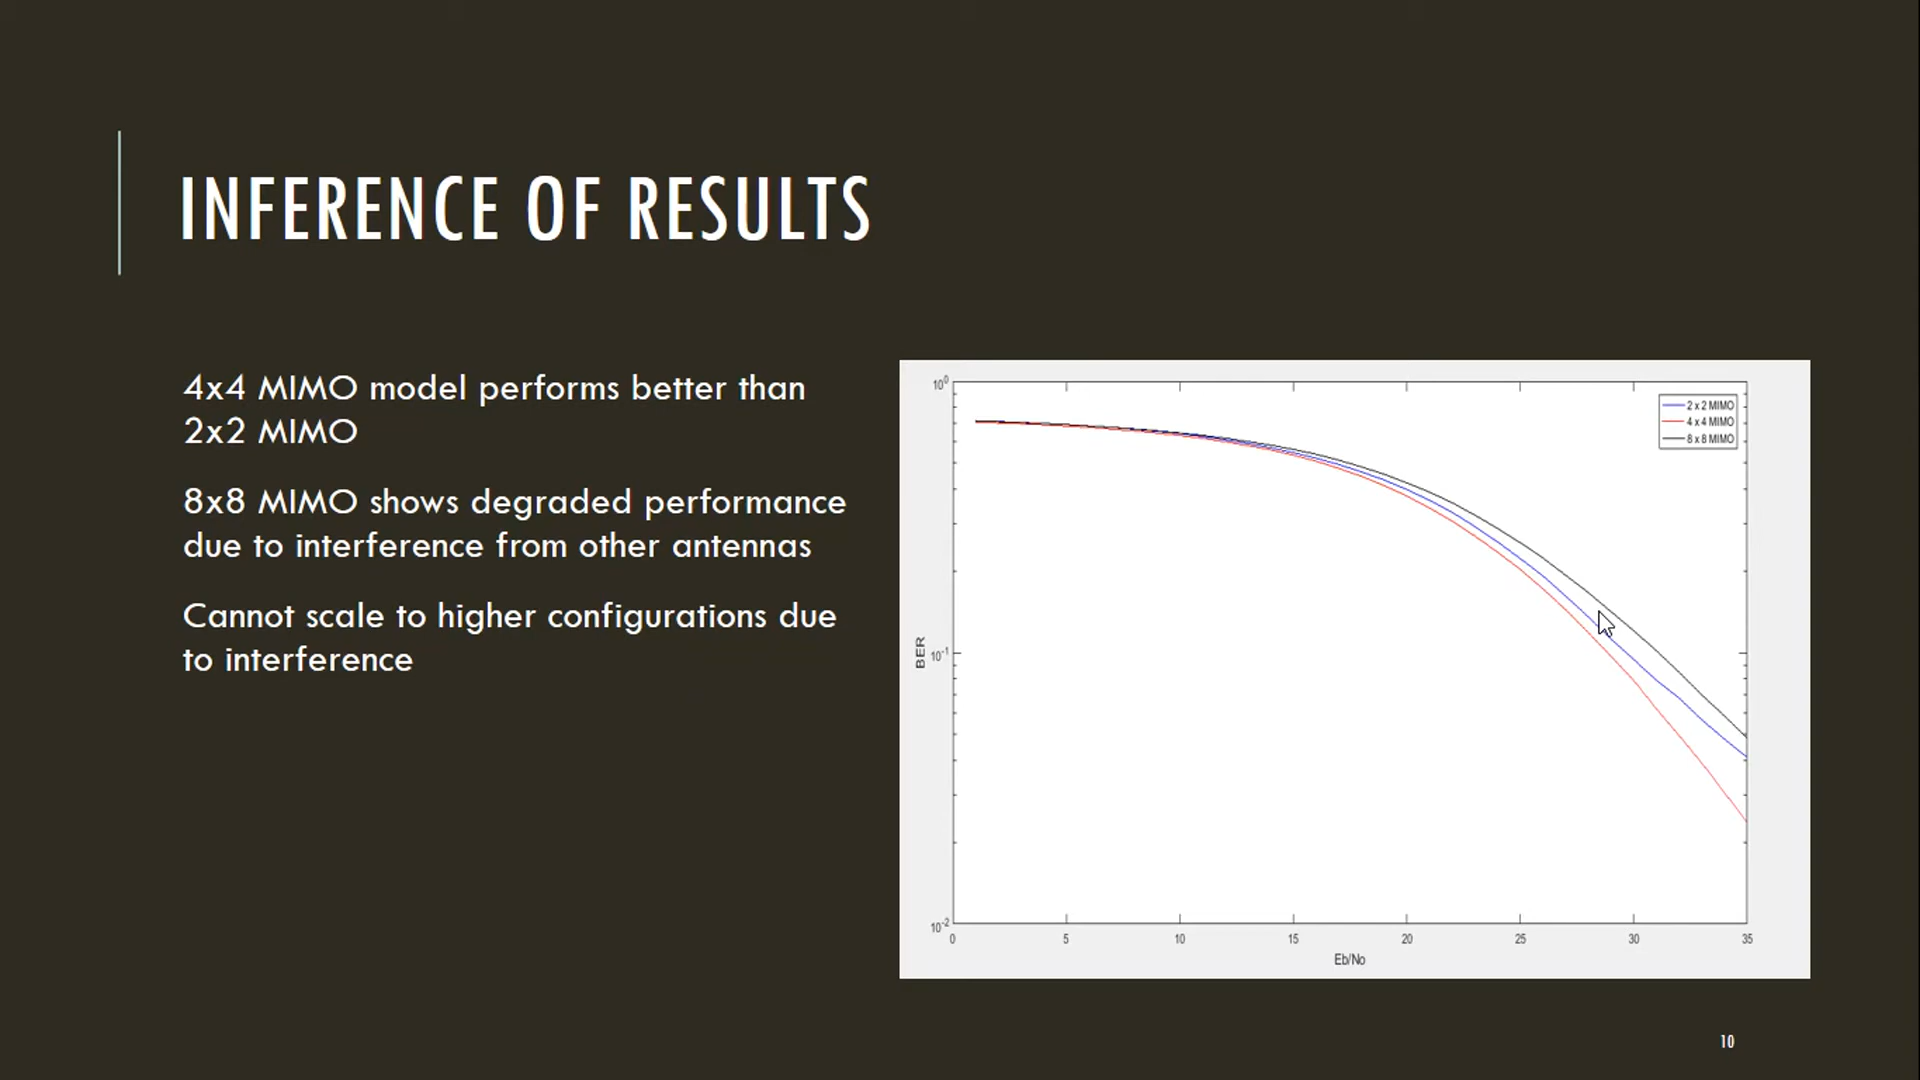 INFERENCE OF RESULTS
4x4 MIMO model performs better than
2x2 MIMO
8x8 MIMO shows degraded performance
due to interference from other antennas
Cannot scale to higher configurations due
to interference
10^0
2 x 2 MIMO
4 x 4 MIMO
8 x 8 MIMO
BER
10^-1
10^-2
0 5 10 15 20 25 30 35
Eb/No
10